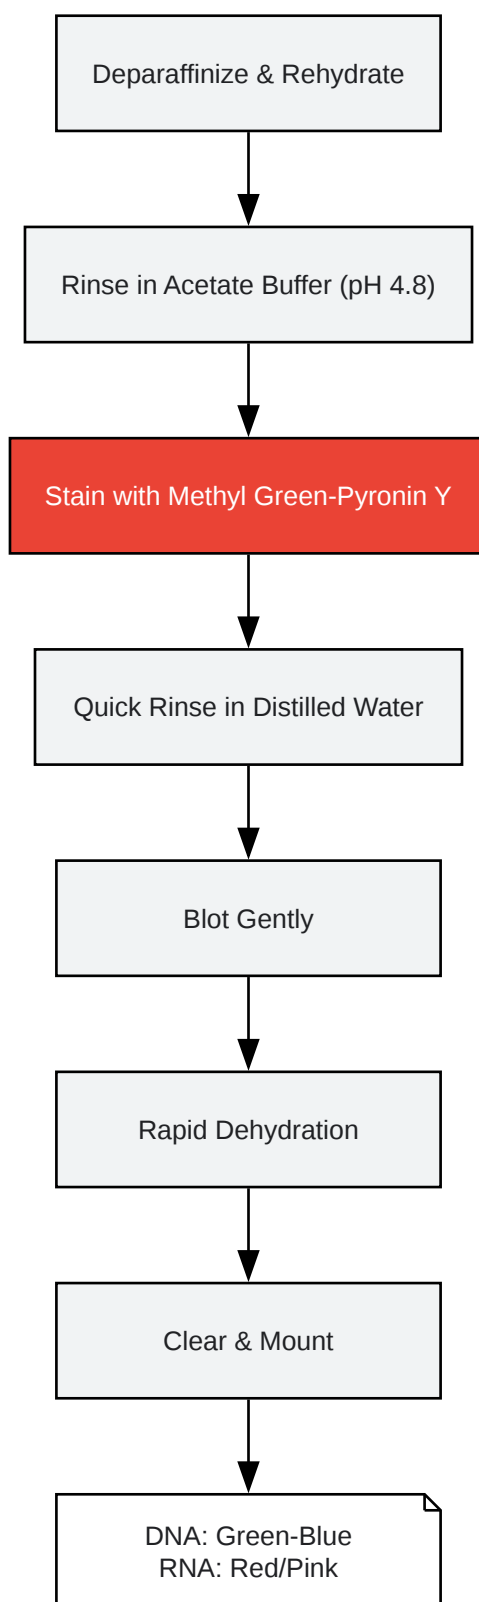 Deparaffinize & Rehydrate
Rinse in Acetate Buffer (pH 4.8)
Stain with Methyl Green-Pyronin Y
Quick Rinse in Distilled Water
Blot Gently
Rapid Dehydration
Clear & Mount
DNA: Green-Blue
RNA: Red/Pink